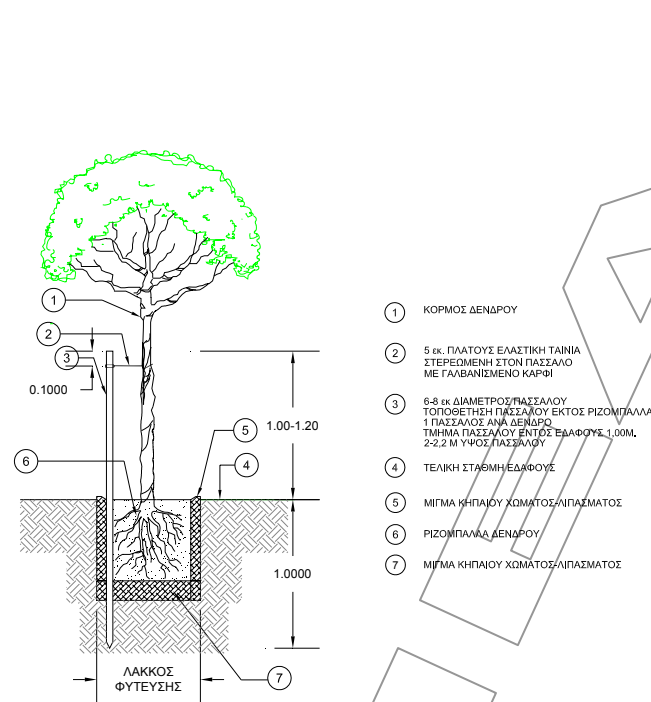 1
2
3
0.1000
1.00-1.20
5
4
6
1.0000
ΛΑΚΚΟΣ
ΦΥΤΕΥΣΗΣ
7
1 ΚΟΡΜΟΣ ΔΕΝΔΡΟΥ
2 5 εκ. ΠΛΑΤΟΥΣ ΕΛΑΣΤΙΚΗ ΤΑΙΝΙΑ
ΣΤΕΡΕΩΜΕΝΗ ΣΤΟΝ ΠΑΣΣΑΛΟ
ΜΕ ΓΑΛΒΑΝΙΣΜΕΝΟ ΚΑΡΦΙ
3 6-8 εκ ΔΙΑΜΕΤΡΟΣ ΠΑΣΣΑΛΟΥ
ΤΟΠΟΘΕΤΗΣΗ ΠΑΣΣΑΛΟΥ ΕΚΤΟΣ ΡΙΖΟΜΠΑΛΛΑ
1 ΠΑΣΣΑΛΟΣ ΑΝΑ ΔΕΝΔΡΟ
ΤΜΗΜΑ ΠΑΣΣΑΛΟΥ ΕΝΤΟΣ ΕΔΑΦΟΥΣ 1,00Μ.
2-2,2 Μ ΥΨΟΣ ΠΑΣΣΑΛΟΥ
4 ΤΕΛΙΚΗ ΣΤΑΘΜΗ ΕΔΑΦΟΥΣ
5 ΜΙΓΜΑ ΚΗΠΑΙΟΥ ΧΩΜΑΤΟΣ-ΛΙΠΑΣΜΑΤΟΣ
6 ΡΙΖΟΜΠΑΛΛΑ ΔΕΝΔΡΟΥ
7 ΜΙΓΜΑ ΚΗΠΑΙΟΥ ΧΩΜΑΤΟΣ-ΛΙΠΑΣΜΑΤΟΣ